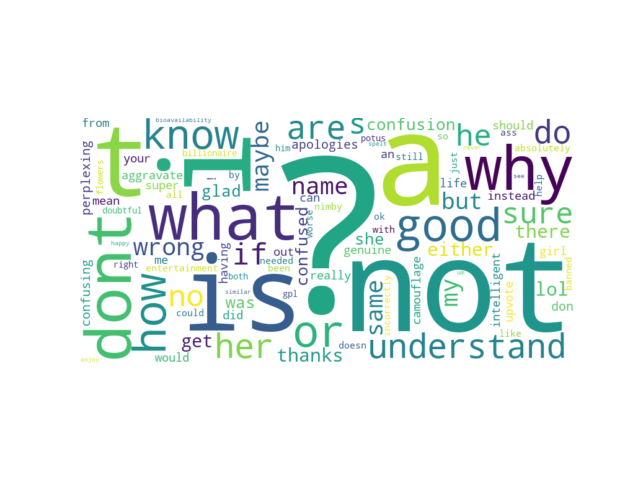 from
bioavailability
know
are
s
confusion
he
should
ass
do
potus
spelt
so
never
absolutely
perplexing
flowers
t
your
billionaire
i
maybe
apologies
an
still
just
see
help
why
aggravate
mean
super
all
by
...
glad
name
can
a
life
instead
doubtful
what
?
but
good
sure
there
happy
dont
wrong
me
if
out
confused
worse
nimby
ok
with
she
genuine
either
girl
right
having
entertainment
needed
been
really
confusing
how
no
both
is
not
could
was
did
similar
gpl
or
same
incorrectly
camouflage
my
intelligent
upvote
lol
banned
don
like
get
her
him
thanks
doesn
understand
would
enjoy